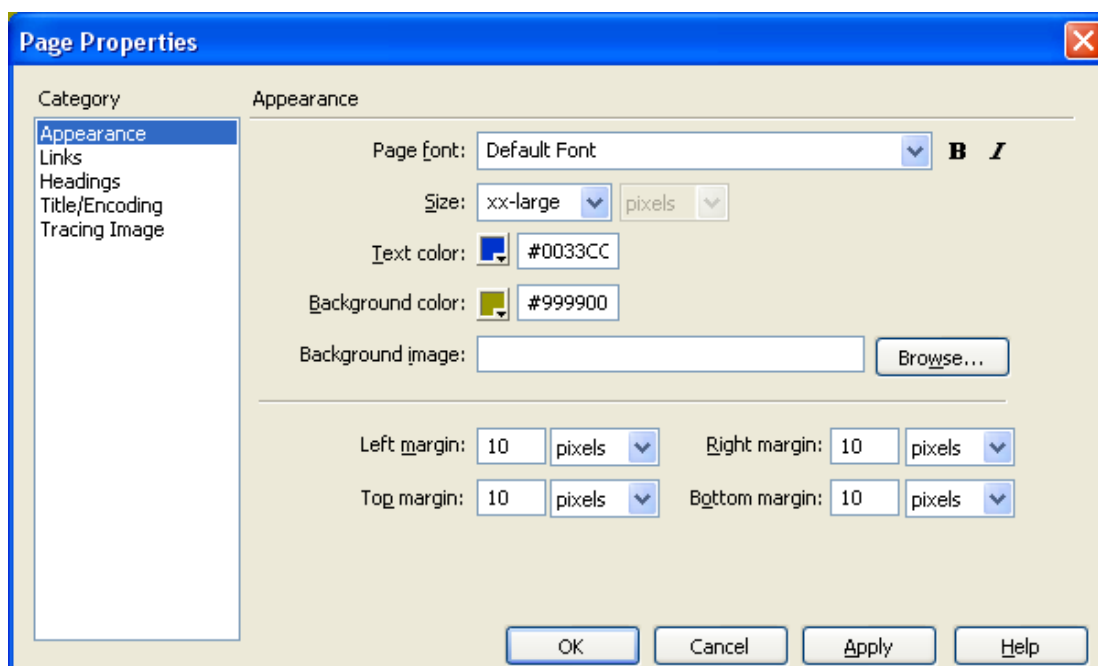 Page Properties
Category
Appearance
Links
Headings
Title/Encoding
Tracing Image
Appearance
Page font: Default Font B I
Size: xx-large pixels
Text color: #0033CC
Background color: #999900
Background image: Browse...
Left margin: 10 pixels Right margin: 10 pixels
Top margin: 10 pixels Bottom margin: 10 pixels
OK Cancel Apply Help